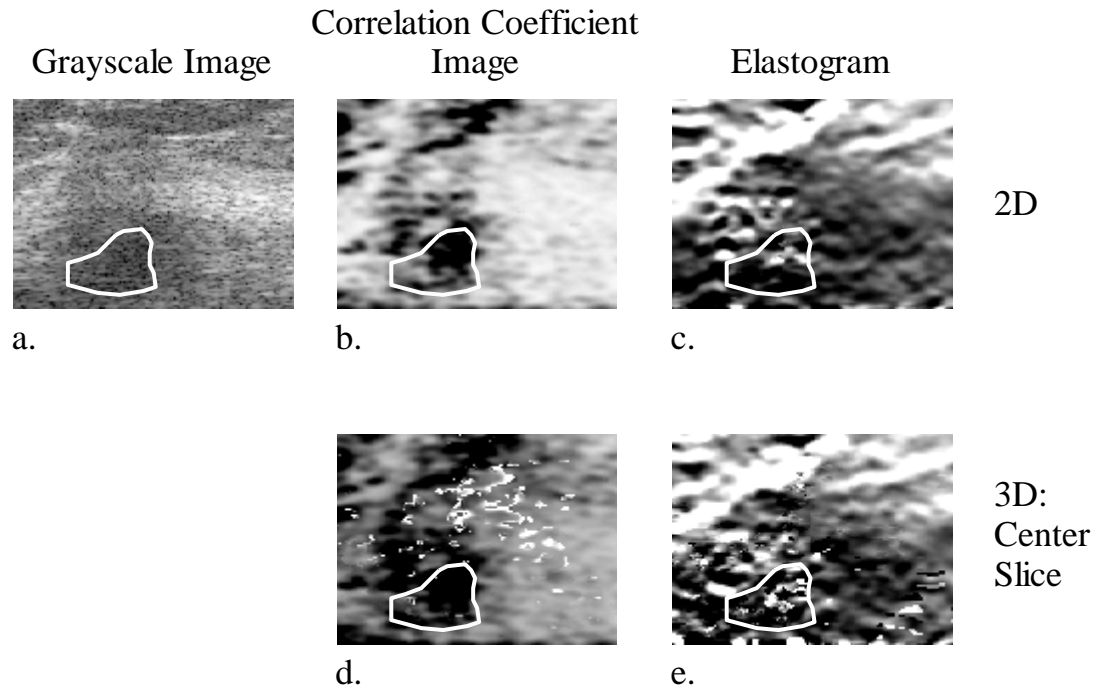 Grayscale Image
Correlation Coefficient
Image
Elastogram
2D
a.
b.
c.
3D:
Center
Slice
d.
e.